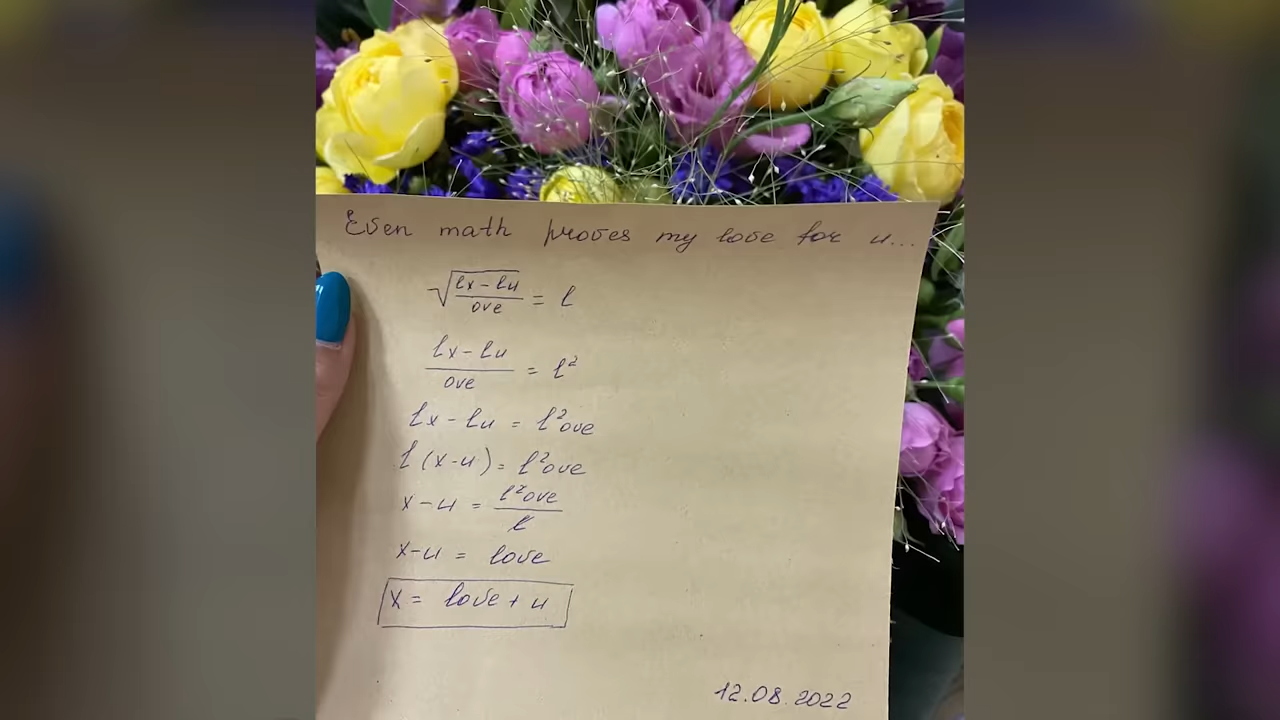 Even math proves my love for u...
√((lx-lu)/ove) = l
(lx-lu)/ove = l²
lx-lu = l²ove
l(x-u) = l²ove
x-u = l²ove/l
x-u = love
x = love + u
12.08.2022